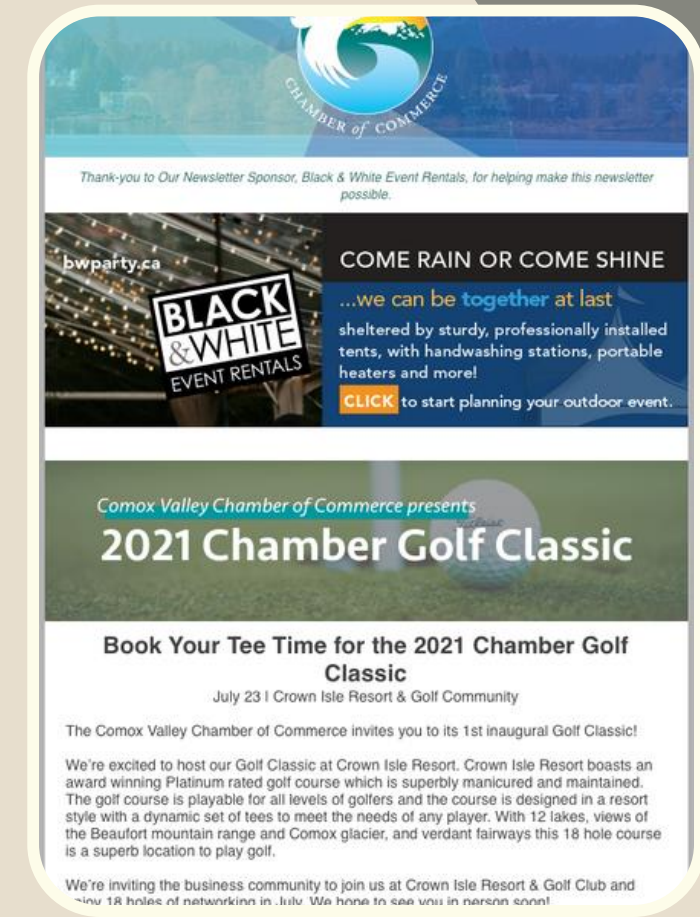 CHAMBER of COMMERCE
Thank-you to Our Newsletter Sponsor, Black & White Event Rentals, for helping make this newsletter
possible.
bwparty.ca
BLACK
&WHITE
EVENT RENTALS
COME RAIN OR COME SHINE
...we can be together at last
sheltered by sturdy, professionally installed
tents, with handwashing stations, portable
heaters and more!
CLICK to start planning your outdoor event.
Comox Valley Chamber of Commerce presents
Titleist
2021 Chamber Golf Classic
Book Your Tee Time for the 2021 Chamber Golf
Classic
July 23 | Crown Isle Resort & Golf Community
The Comox Valley Chamber of Commerce invites you to its 1st inaugural Golf Classic!
We're excited to host our Golf Classic at Crown Isle Resort. Crown Isle Resort boasts an
award winning Platinum rated golf course which is superbly manicured and maintained.
The golf course is playable for all levels of golfers and the course is designed in a resort
style with a dynamic set of tees to meet the needs of any player. With 12 lakes, views of
the Beaufort mountain range and Comox glacier, and verdant fairways this 18 hole course
is a superb location to play golf.
We're inviting the business community to join us at Crown Isle Resort & Golf Club and
enjoy 18 holes of networking in July. We hope to see you in person soon!